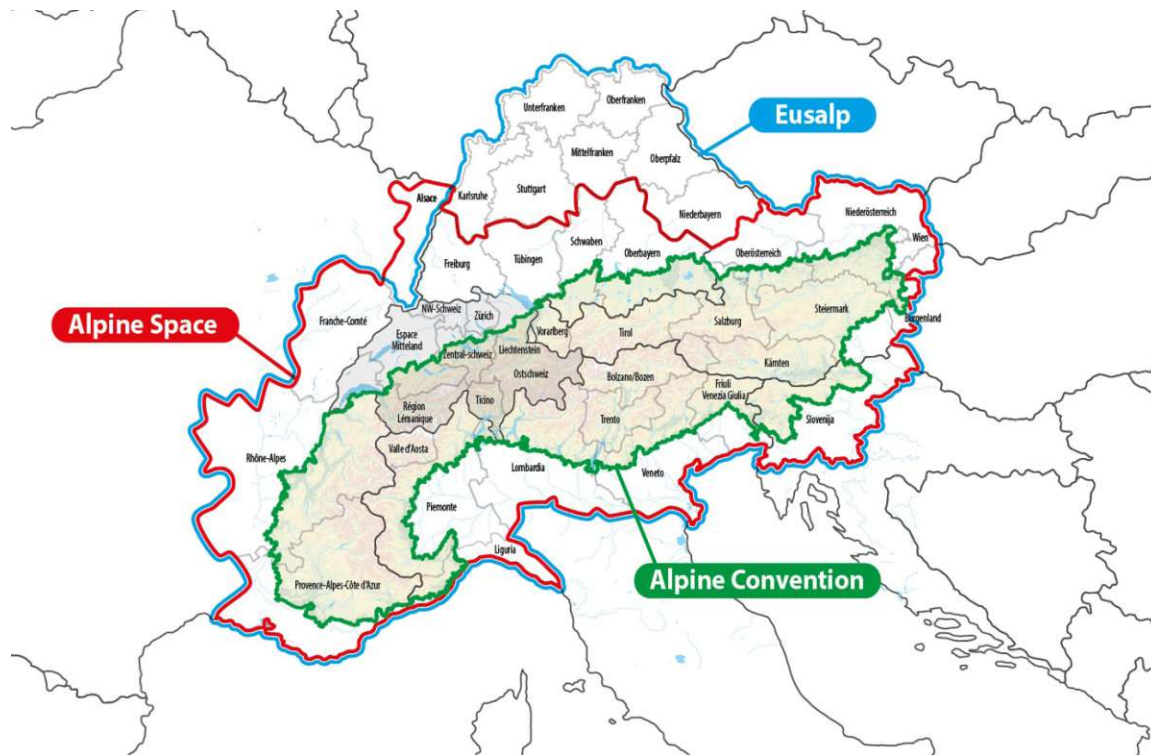 Unterfranken
Oberfranken
Eusalp
Mittelfranken
Oberpfalz
Alsace
Karlsruhe
Stuttgart
Niederbayern
Niederösterreich
Wien
Schwaben
Oberbayern
Oberösterreich
Freiburg
Tübingen
Alpine Space
Franche-Comté
NW-Schweiz
Zürich
Espace
Mitteland
Zentral-schweiz
Liechtenstein
Vorarlberg
Tirol
Salzburg
Steiermark
Burgenland
Ostschweiz
Bolzano/Bozen
Kärnten
Région
Lémanique
Ticino
Friuli
Venezia Giulia
Trento
Slovenija
Rhône-Alpes
Valle d'Aosta
Lombardia
Veneto
Piemonte
Liguria
Provence-Alpes-Côte d'Azur
Alpine Convention